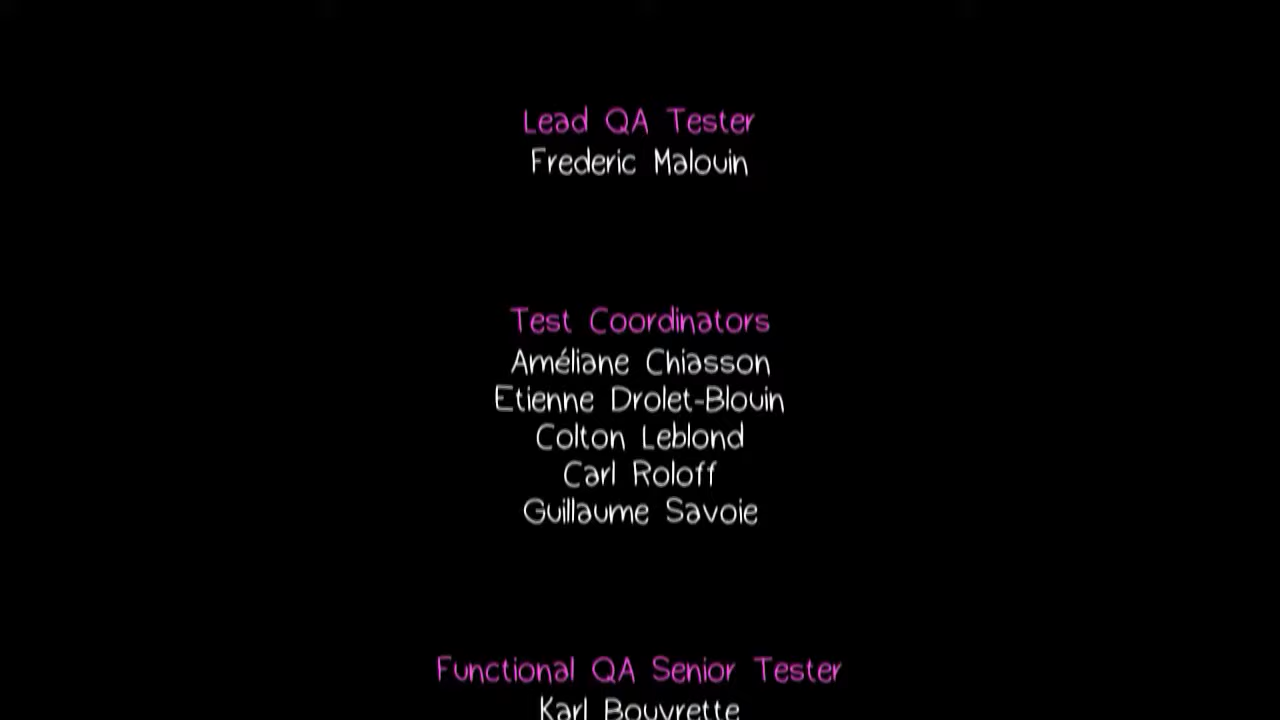 Lead QA Tester
Frederic Malouin
Test Coordinators
Améliane Chiasson
Etienne Drolet-Blouin
Colton Leblond
Carl Roloff
Guillaume Savoie
Functional QA Senior Tester
Karl Bouvrette